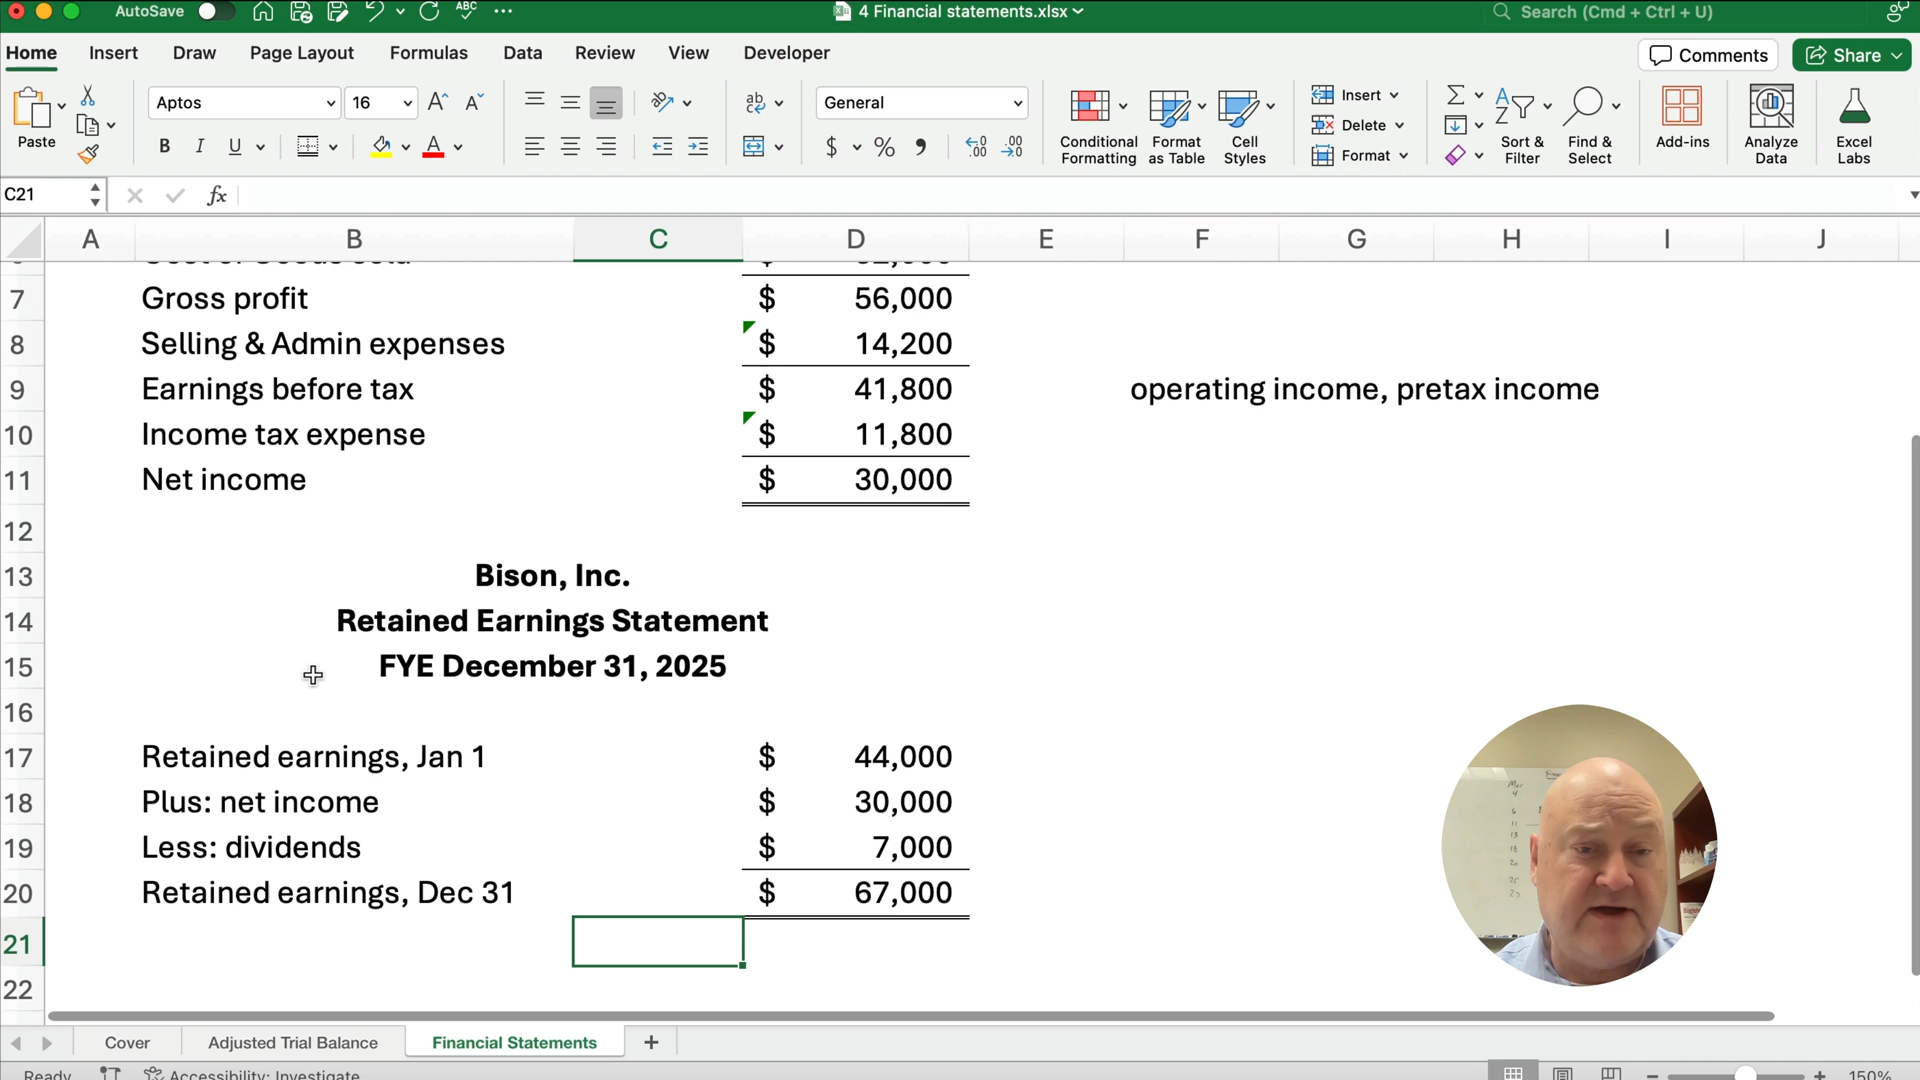 AutoSave
ABC
4 Financial statements.xlsx
Search (Cmd + Ctrl + U)
Home Insert Draw Page Layout Formulas Data Review View Developer
Comments Share
Paste
Aptos 16
B I U A
ab
General
$ % 9
Conditional Formatting
Format as Table
Cell Styles
Insert
Delete
Format
Sort & Filter
Find & Select
Add-ins
Analyze Data
Excel Labs
C21 fx
A B C D E F G H I J
7 Gross profit $ 56,000
8 Selling & Admin expenses $ 14,200
9 Earnings before tax $ 41,800 operating income, pretax income
10 Income tax expense $ 11,800
11 Net income $ 30,000
12
13 Bison, Inc.
14 Retained Earnings Statement
15 FYE December 31, 2025
16
17 Retained earnings, Jan 1 $ 44,000
18 Plus: net income $ 30,000
19 Less: dividends $ 7,000
20 Retained earnings, Dec 31 $ 67,000
21
22
Cover Adjusted Trial Balance Financial Statements +
Ready Accessibility: Investigate 150%